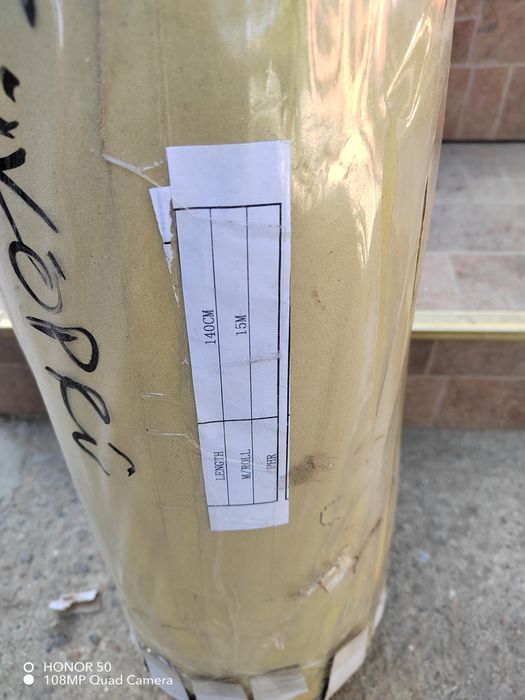 LENGTH 140CM
M/ROLL 15M
PHR
HONOR 50
108MP Quad Camera